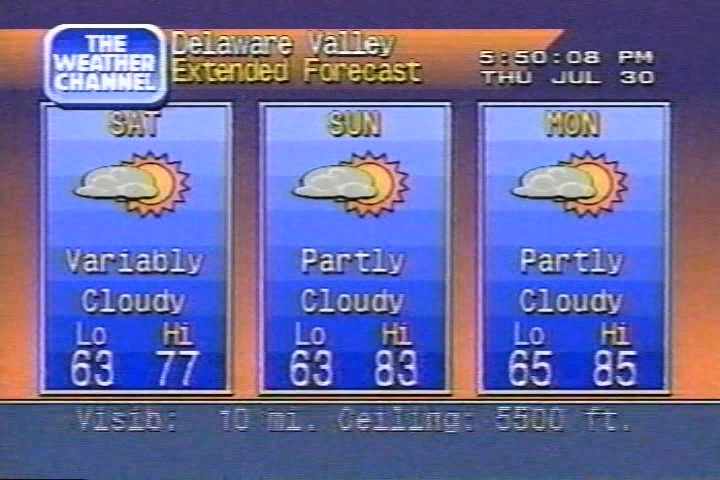 THE
WEATHER
CHANNEL
Delaware Valley
Extended Forecast
5:50:08 PM
THU JUL 30
SAT
Variably
Cloudy
Lo Hi
63 77
SUN
Partly
Cloudy
Lo Hi
63 83
MON
Partly
Cloudy
Lo Hi
65 85
Visib: 10 mi. Ceiling: 5500 ft.